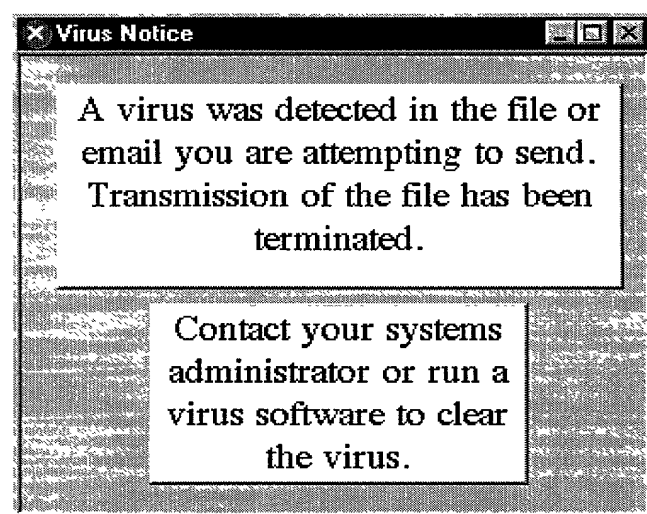 Virus Notice
A virus was detected in the file or
email you are attempting to send.
Transmission of the file has been
terminated.
Contact your systems
administrator or run a
virus software to clear
the virus.